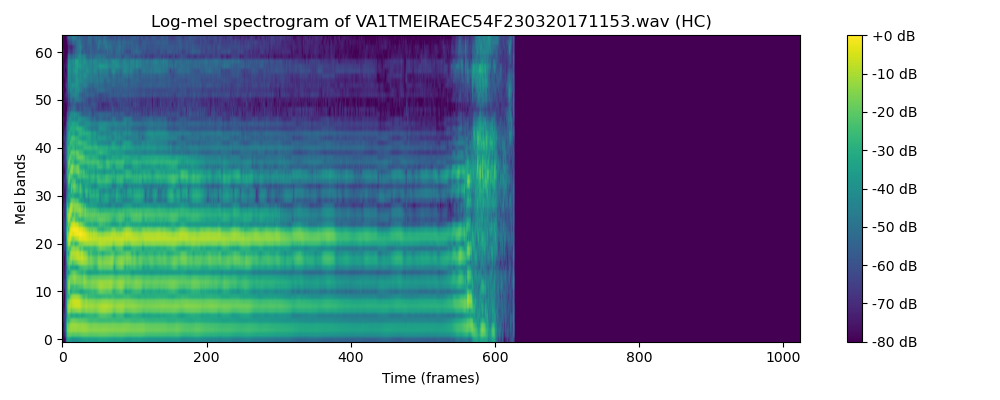 Log-mel spectrogram of VA1TMEIRAEC54F230320171153.wav (HC)
Mel bands
60
50
40
30
20
10
0
0
200
400
600
800
1000
Time (frames)
+0 dB
-10 dB
-20 dB
-30 dB
-40 dB
-50 dB
-60 dB
-70 dB
-80 dB